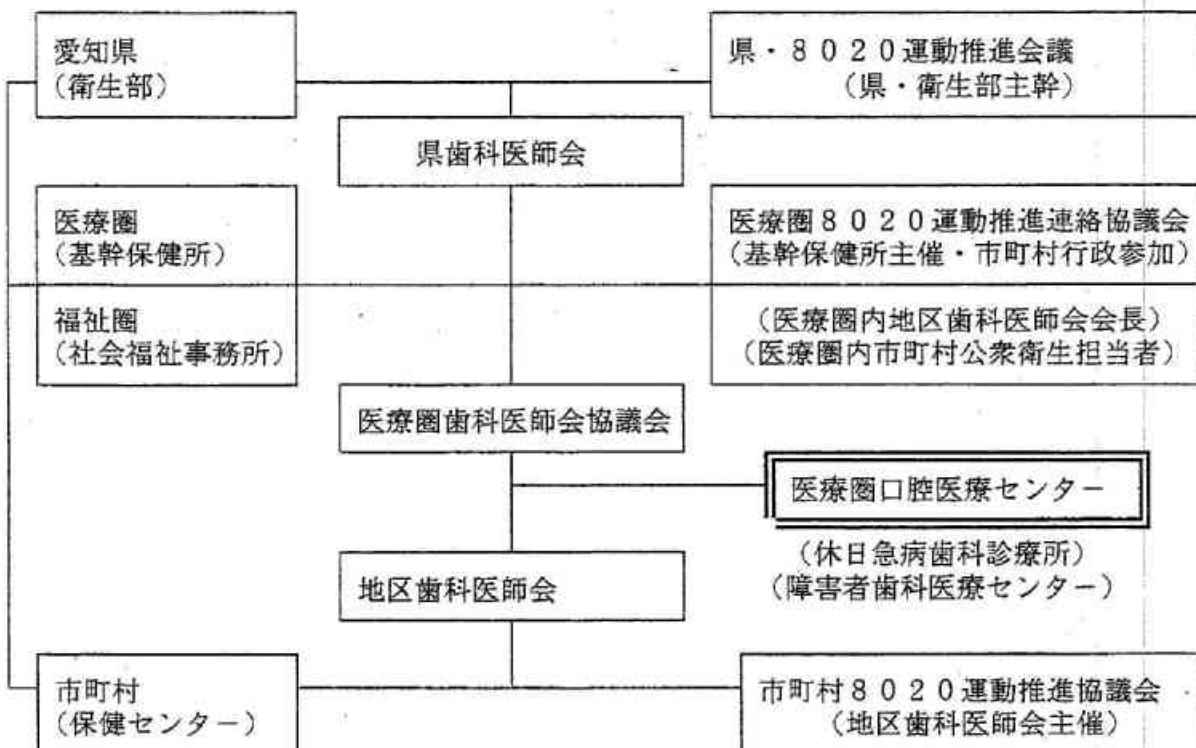 愛知県
(衛生部)
県・8020運動推進会議
(県・衛生部主幹)
県歯科医師会
医療圏
(基幹保健所)
医療圏8020運動推進連絡協議会
(基幹保健所主催・市町村行政参加)
福祉圏
(社会福祉事務所)
(医療圏内地区歯科医師会会長)
(医療圏内市町村公衆衛生担当者)
医療圏歯科医師会協議会
医療圏口腔医療センター
(休日急病歯科診療所)
(障害者歯科医療センター)
地区歯科医師会
市町村
(保健センター)
市町村8020運動推進協議会
(地区歯科医師会主催)